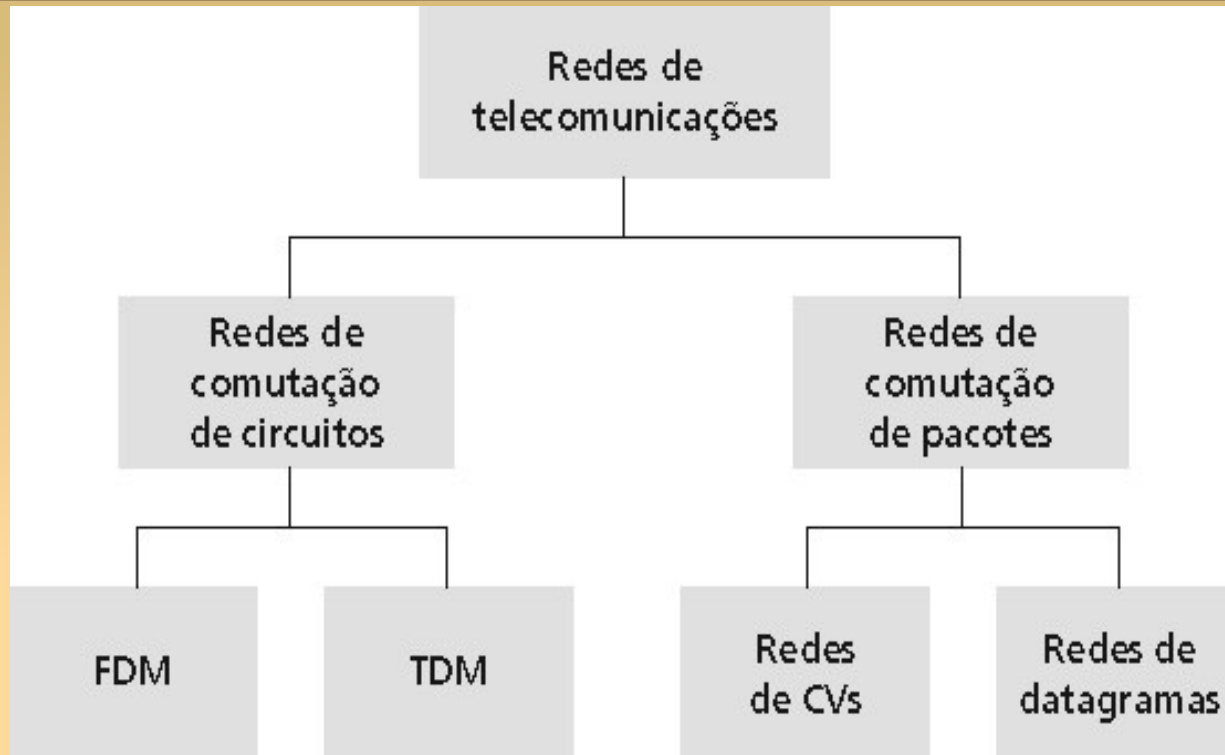 Redes de
telecomunicações
Redes de
comutação
de circuitos
Redes de
comutação
de pacotes
FDM
TDM
Redes
de CVs
Redes de
datagramas